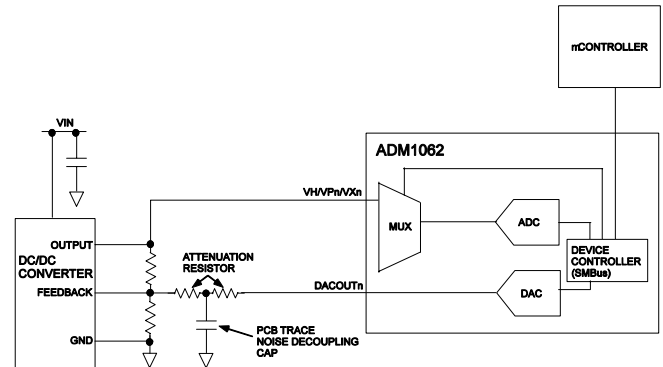 mCONTROLLER
VIN
ADM1062
VH/VPn/VXn
MUX
ADC
OUTPUT
DC/DC
CONVERTER
ATTENUATION
RESISTOR
DEVICE
CONTROLLER
(SMBus)
FEEDBACK
DACOUTn
DAC
GND
PCB TRACE
NOISE DECOUPLING
CAP